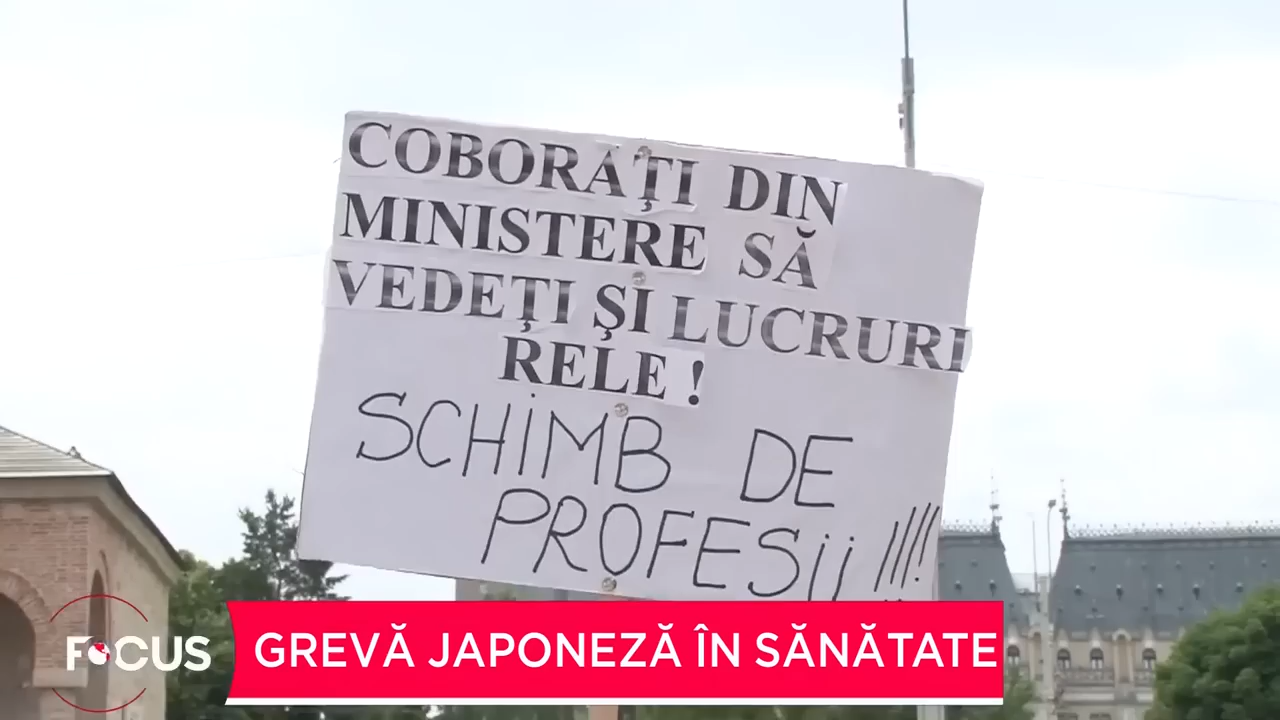 COBORAȚI DIN
MINISTERE SĂ
VEDEȚI ȘI LUCRURI
RELE !
SCHIMB DE
PROFESII !!!!
FOCUS
GREVĂ JAPONEZĂ ÎN SĂNĂTATE